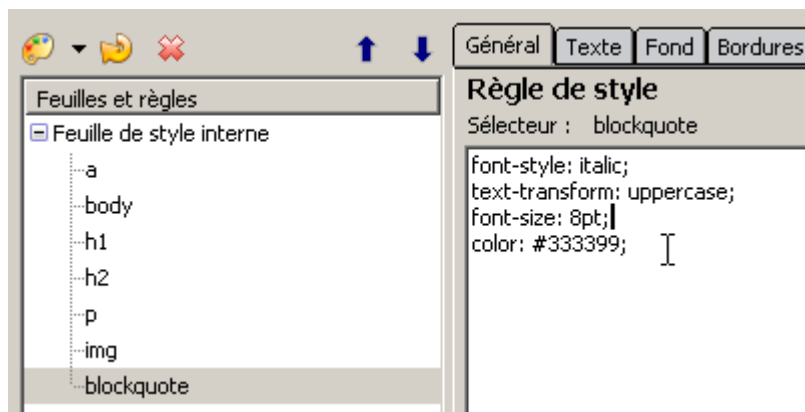 Général Texte Fond Bordures
Feuilles et règles
Feuille de style interne
a
body
h1
h2
p
img
blockquote
Règle de style
Sélecteur : blockquote
font-style: italic;
text-transform: uppercase;
font-size: 8pt;
color: #333399;